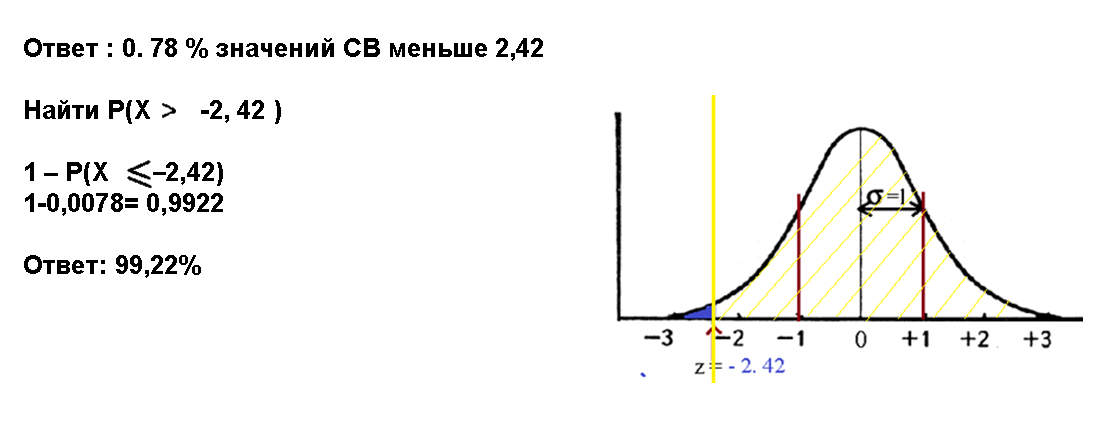 Ответ : 0. 78 % значений СВ меньше 2,42
Найти P(X > -2, 42 )
1 – P(X ⩽–2,42)
1-0,0078= 0,9922
Ответ: 99,22%
σ=1
−3 −2 −1 0 +1 +2 +3
z = - 2. 42